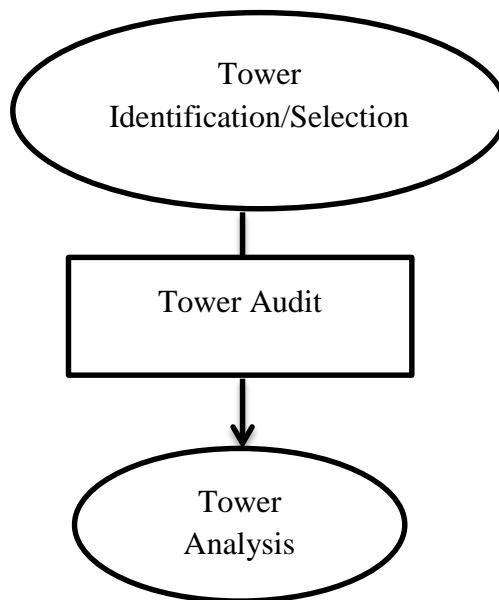 Tower
Identification/Selection
Tower Audit
Tower
Analysis